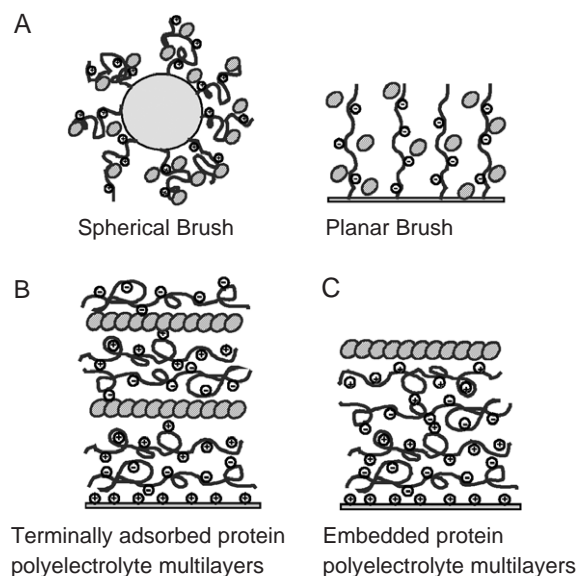 A
Spherical Brush
Planar Brush
B
C
Terminally adsorbed protein
polyelectrolyte multilayers
Embedded protein
polyelectrolyte multilayers